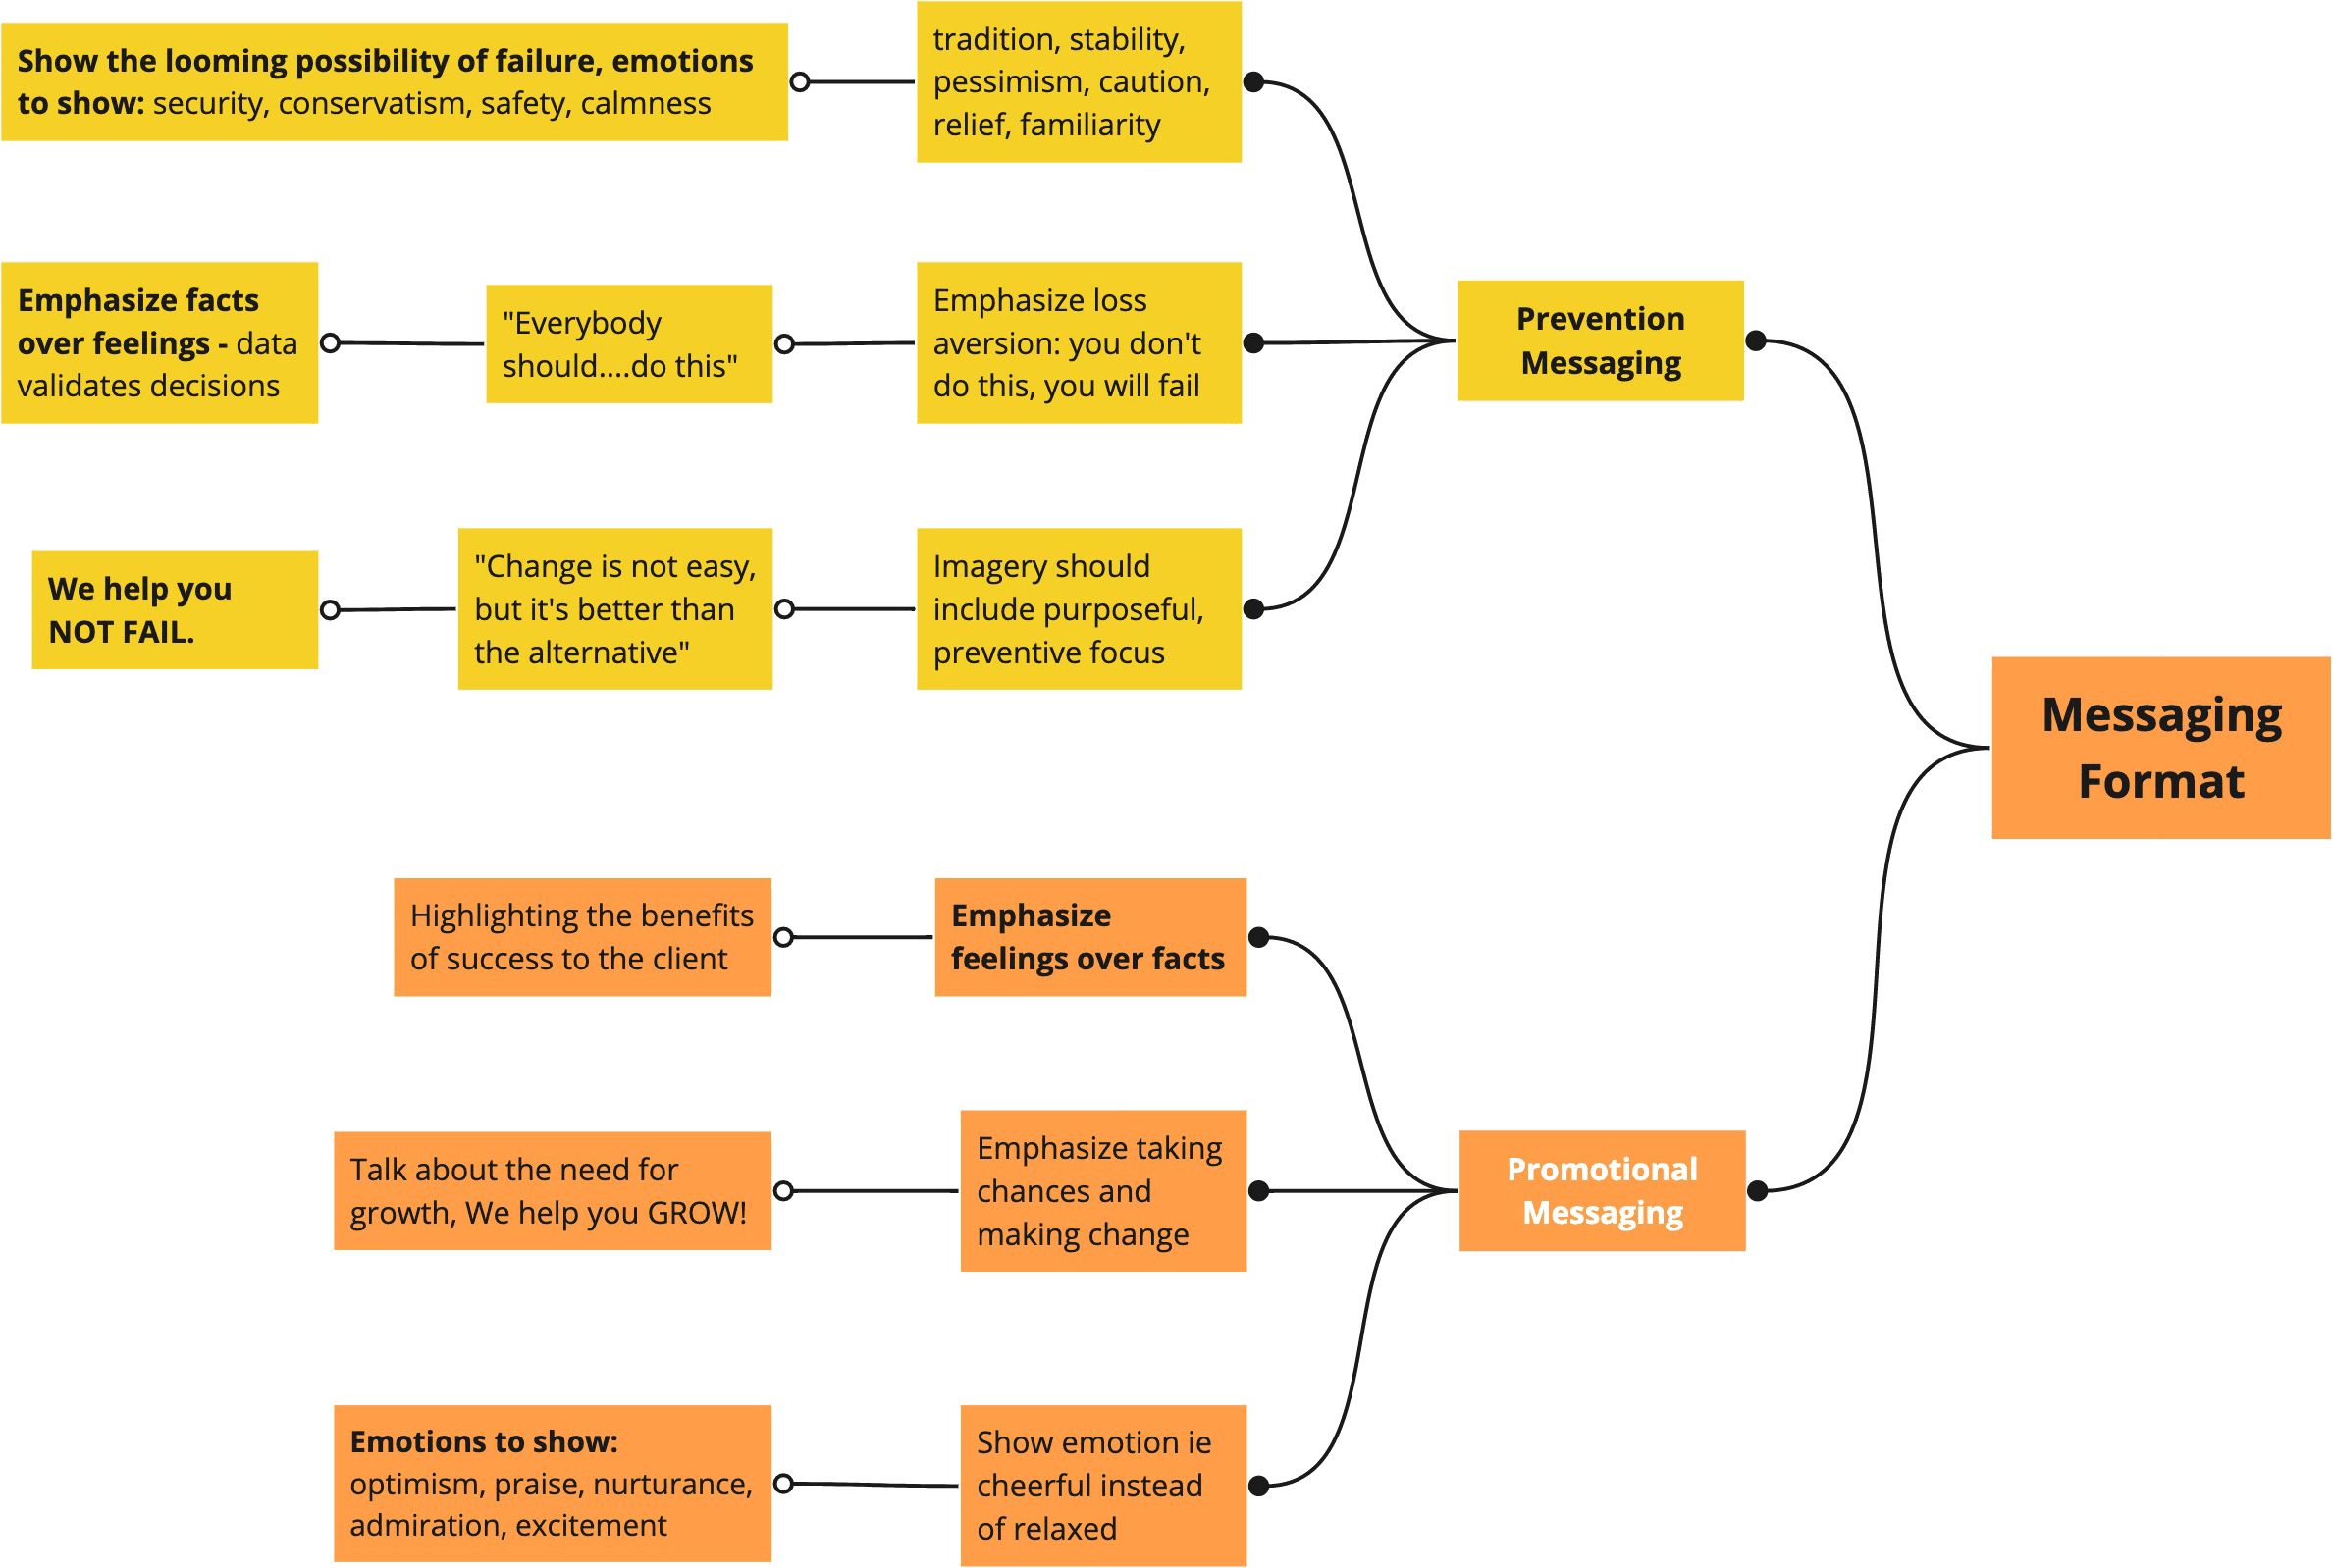 Show the looming possibility of failure, emotions
to show: security, conservatism, safety, calmness
tradition, stability,
pessimism, caution,
relief, familiarity
Emphasize facts
over feelings - data
validates decisions
"Everybody
should....do this"
Emphasize loss
aversion: you don't
do this, you will fail
Prevention
Messaging
We help you
NOT FAIL.
"Change is not easy,
but it's better than
the alternative"
Imagery should
include purposeful,
preventive focus
Messaging
Format
Highlighting the benefits
of success to the client
Emphasize
feelings over facts
Talk about the need for
growth, We help you GROW!
Emphasize taking
chances and
making change
Promotional
Messaging
Emotions to show:
optimism, praise, nurturance,
admiration, excitement
Show emotion ie
cheerful instead
of relaxed